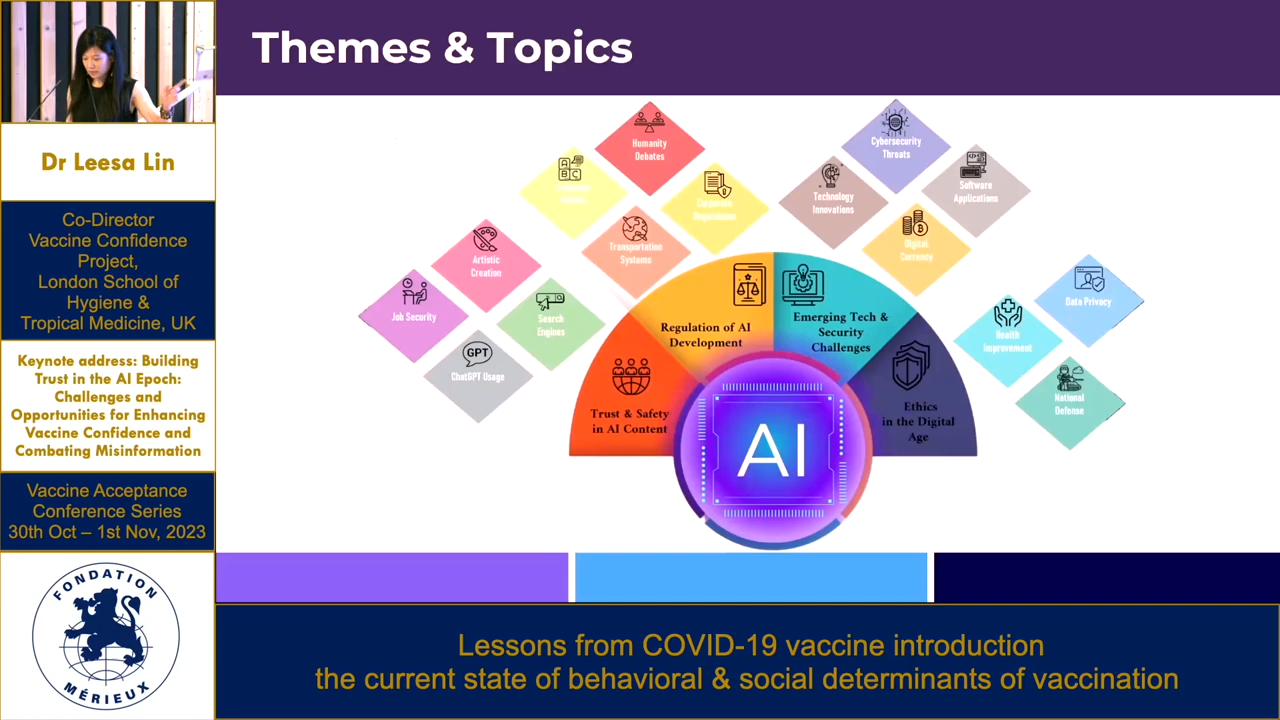 Themes & Topics
Dr Leesa Lin
Co-Director
Vaccine Confidence
Project,
London School of
Hygiene &
Tropical Medicine, UK
Keynote address: Building
Trust in the AI Epoch:
Challenges and
Opportunities for Enhancing
Vaccine Confidence and
Combating Misinformation
Vaccine Acceptance
Conference Series
30th Oct – 1st Nov, 2023
FONDATION
MÉRIEUX
Humanity
Debates
A
B C
Transportation
Systems
Artistic
Creation
Job Security
Search
Engines
GPT
ChatGPT Usage
Cybersecurity
Threats
Technology
Innovations
Software
Applications
Digital
Currency
Data Privacy
Health
Improvement
National
Defense
Trust & Safety
in AI Content
Regulation of AI
Development
Emerging Tech &
Security
Challenges
Ethics
in the Digital
Age
AI
Lessons from COVID-19 vaccine introduction
the current state of behavioral & social determinants of vaccination